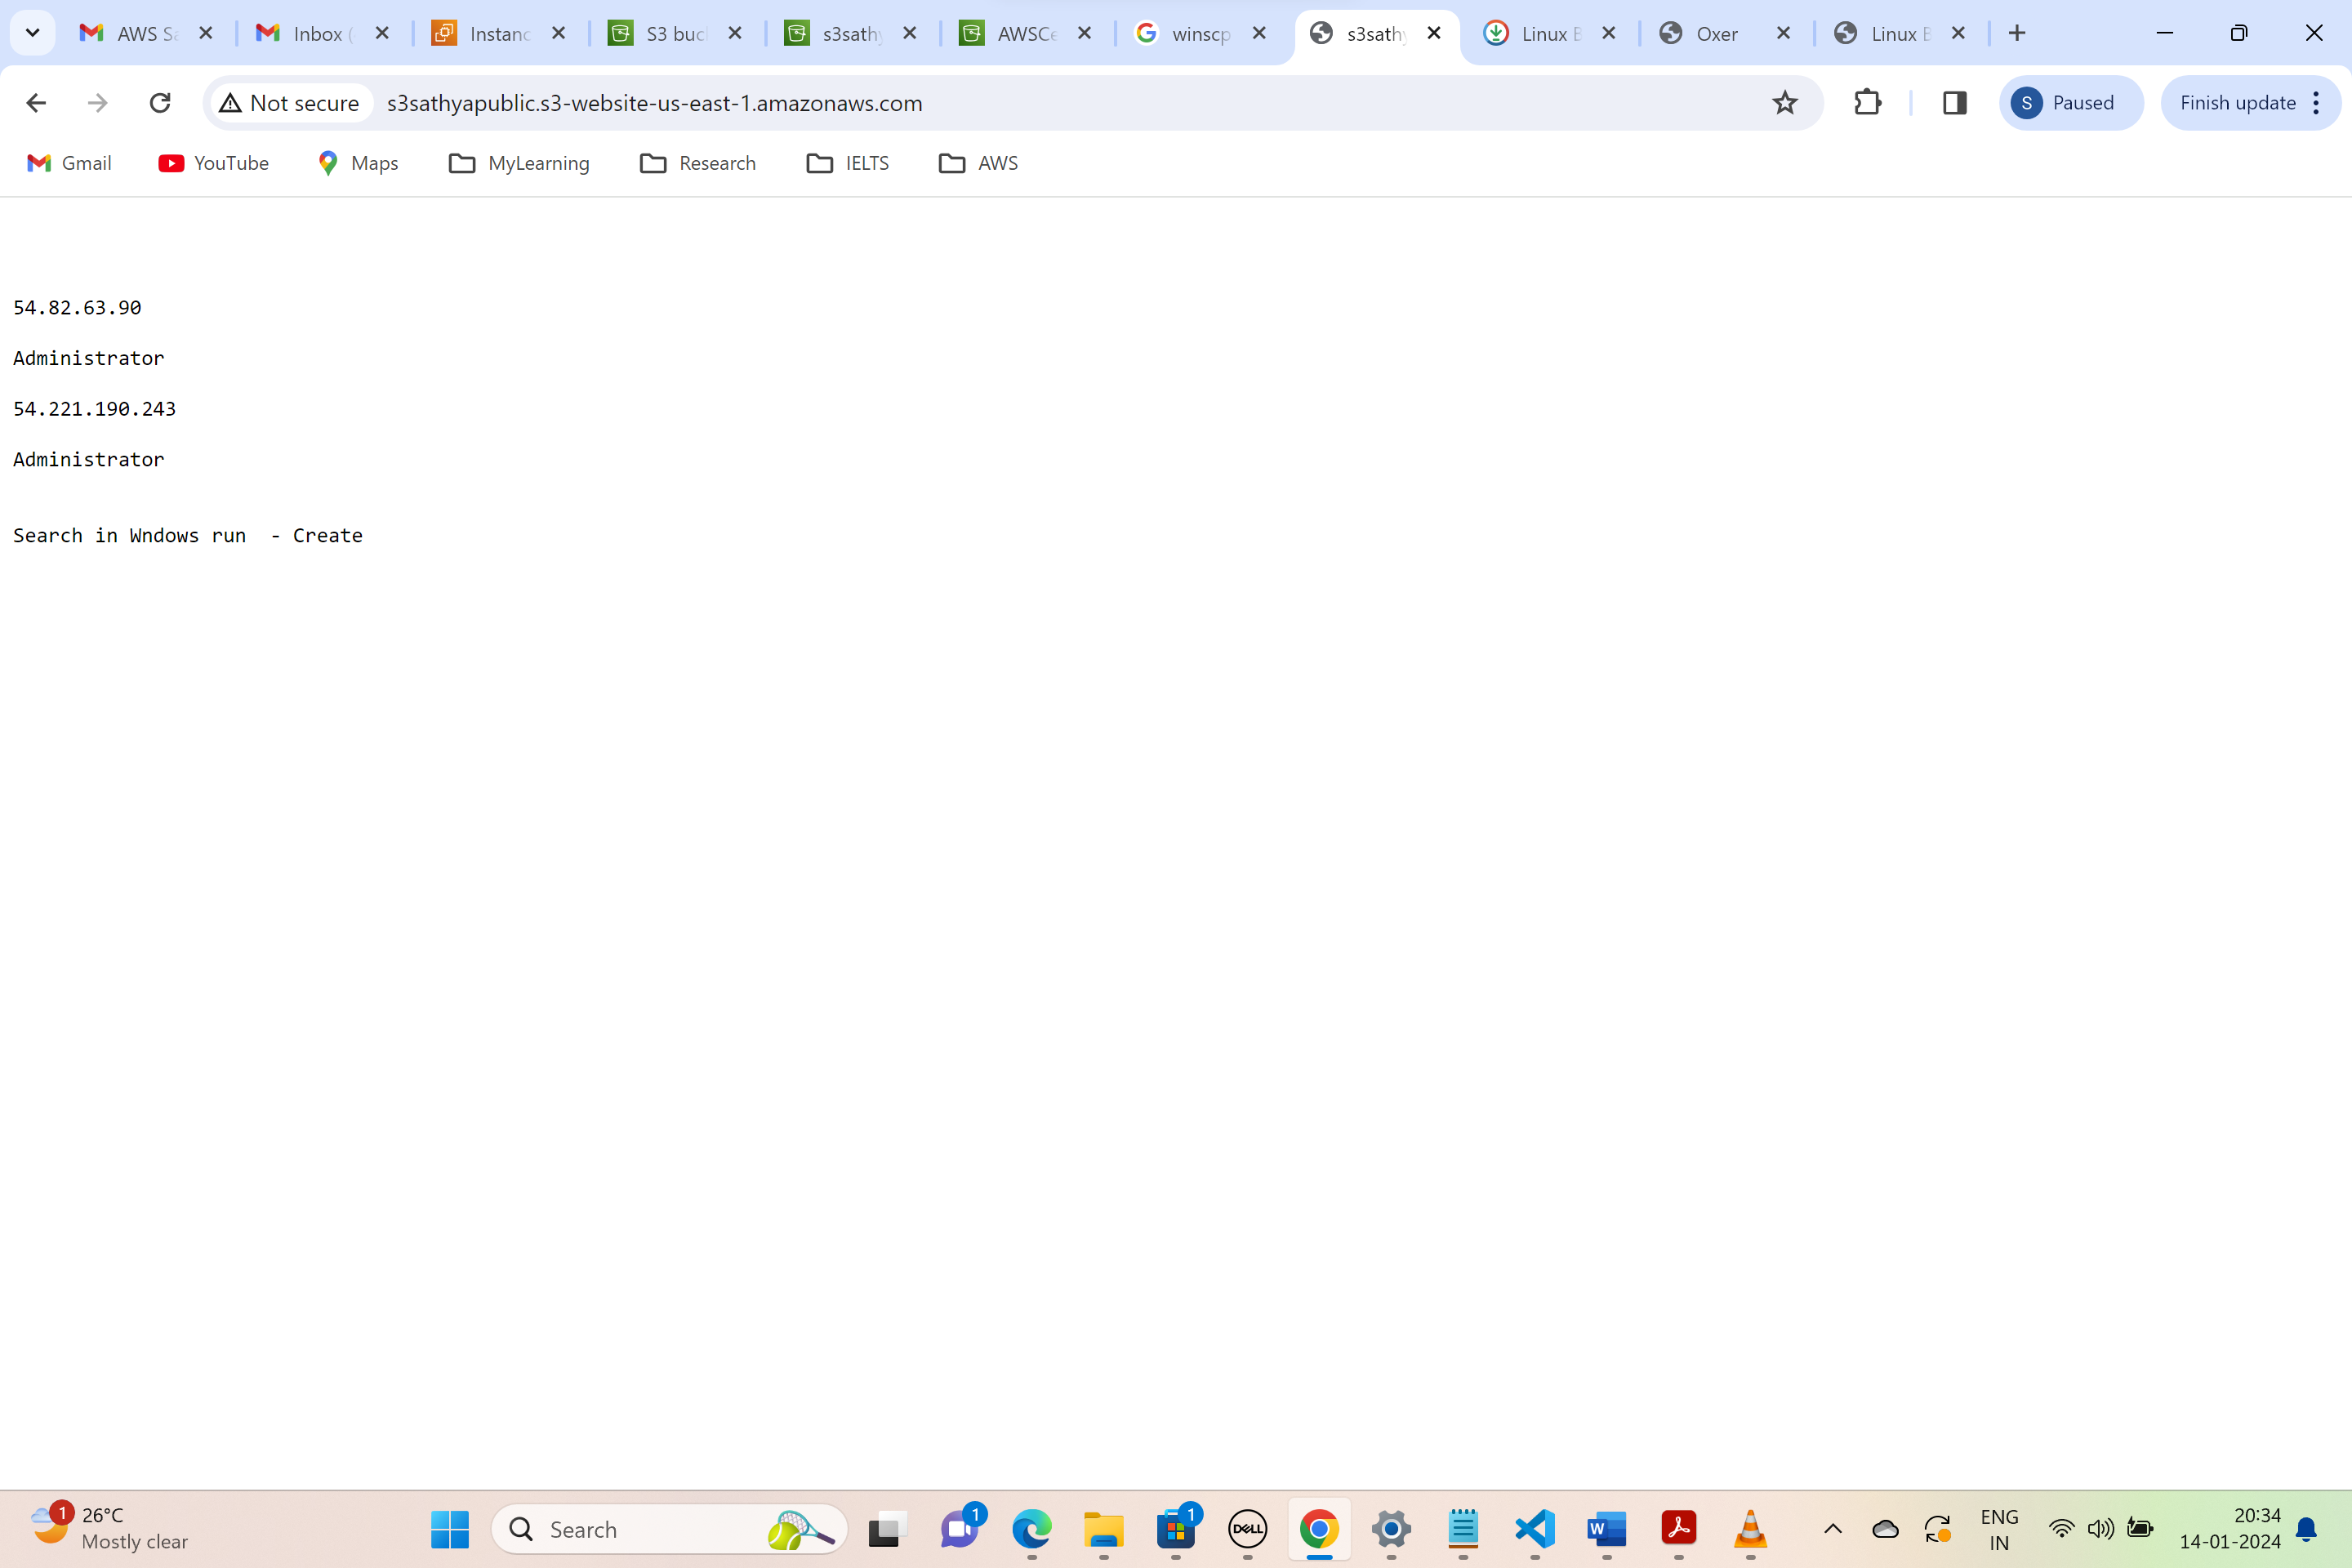 AWS Sa
Inbox (
Instanc
S3 buc
s3sathy
AWSCe
winscp
s3sathy
Linux B
Oxer
Linux B
Not secure
s3sathyapublic.s3-website-us-east-1.amazonaws.com
S
Paused
Finish update
Gmail
YouTube
Maps
MyLearning
Research
IELTS
AWS
54.82.63.90
Administrator
54.221.190.243
Administrator
Search in Wndows run  - Create
1
26°C
Mostly clear
Search
1
1
DELL
W
ENG
IN
20:34
14-01-2024